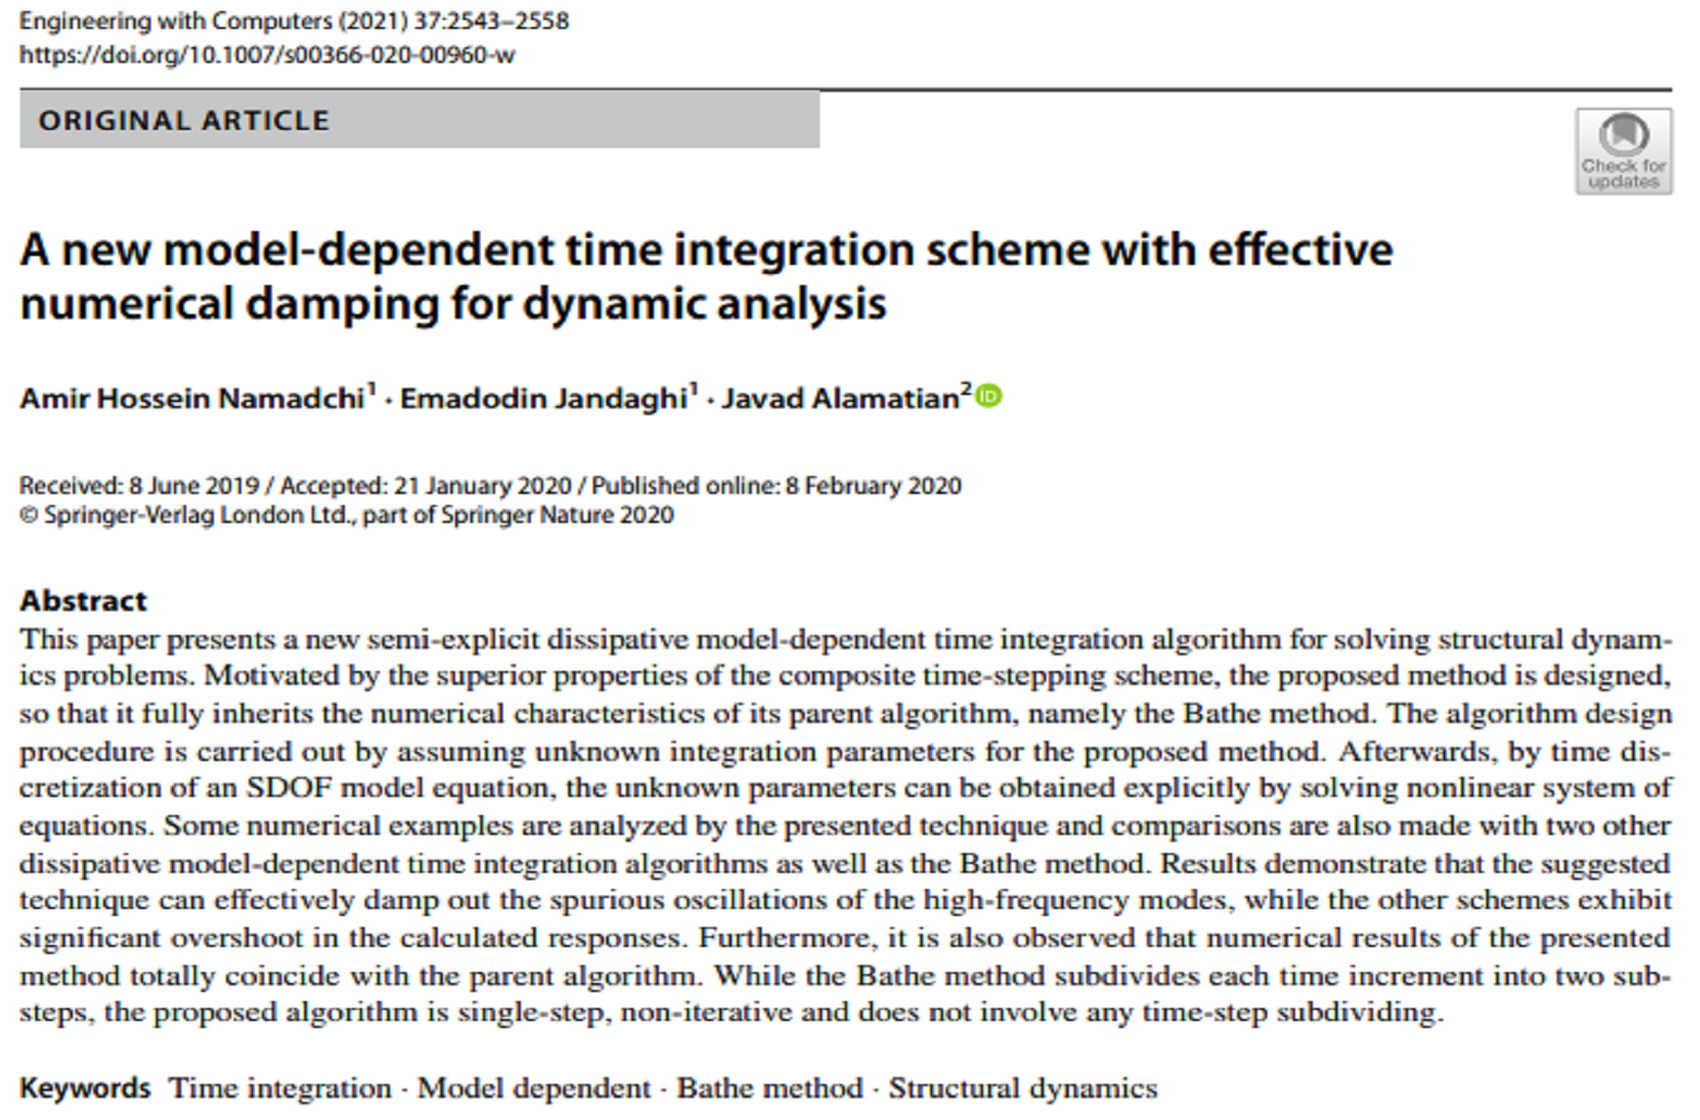 Engineering with Computers (2021) 37:2543–2558
https://doi.org/10.1007/s00366-020-00960-w
ORIGINAL ARTICLE
Check for
updates
A new model-dependent time integration scheme with effective
numerical damping for dynamic analysis
Amir Hossein Namadchi¹ · Emadodin Jandaghi¹ · Javad Alamatian² iD
Received: 8 June 2019 / Accepted: 21 January 2020 / Published online: 8 February 2020
© Springer-Verlag London Ltd., part of Springer Nature 2020
Abstract
This paper presents a new semi-explicit dissipative model-dependent time integration algorithm for solving structural dynam-
ics problems. Motivated by the superior properties of the composite time-stepping scheme, the proposed method is designed,
so that it fully inherits the numerical characteristics of its parent algorithm, namely the Bathe method. The algorithm design
procedure is carried out by assuming unknown integration parameters for the proposed method. Afterwards, by time dis-
cretization of an SDOF model equation, the unknown parameters can be obtained explicitly by solving nonlinear system of
equations. Some numerical examples are analyzed by the presented technique and comparisons are also made with two other
dissipative model-dependent time integration algorithms as well as the Bathe method. Results demonstrate that the suggested
technique can effectively damp out the spurious oscillations of the high-frequency modes, while the other schemes exhibit
significant overshoot in the calculated responses. Furthermore, it is also observed that numerical results of the presented
method totally coincide with the parent algorithm. While the Bathe method subdivides each time increment into two sub-
steps, the proposed algorithm is single-step, non-iterative and does not involve any time-step subdividing.
Keywords Time integration · Model dependent · Bathe method · Structural dynamics